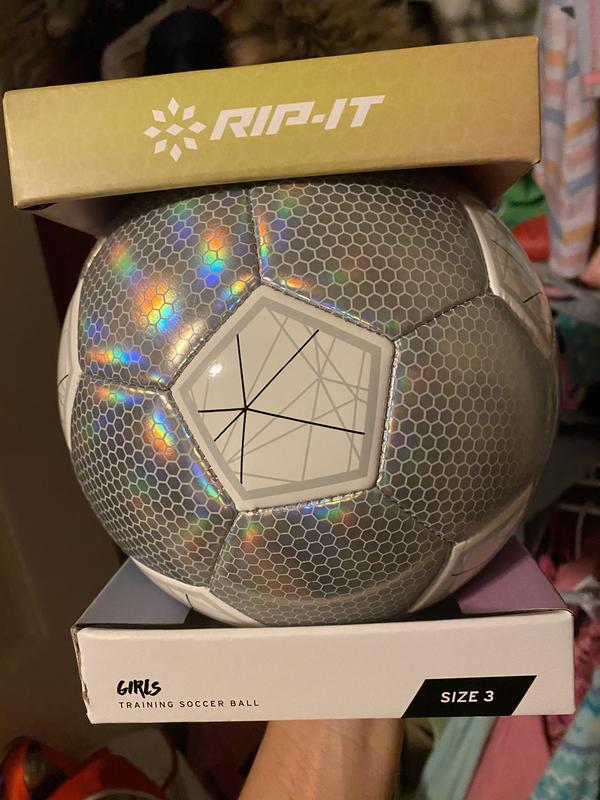 RIP-IT
GIRLS
TRAINING SOCCER BALL
SIZE 3